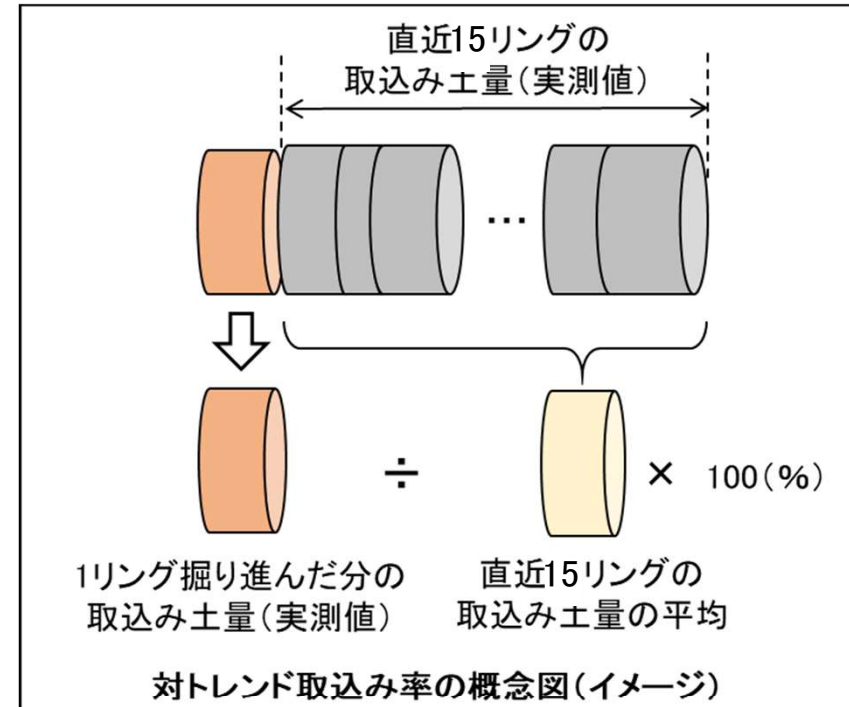 直近15リングの
取込み土量(実測値)
…
÷
× 100(%)
1リング掘り進んだ分の
取込み土量(実測値)
直近15リングの
取込み土量の平均
対トレンド取込み率の概念図(イメージ)